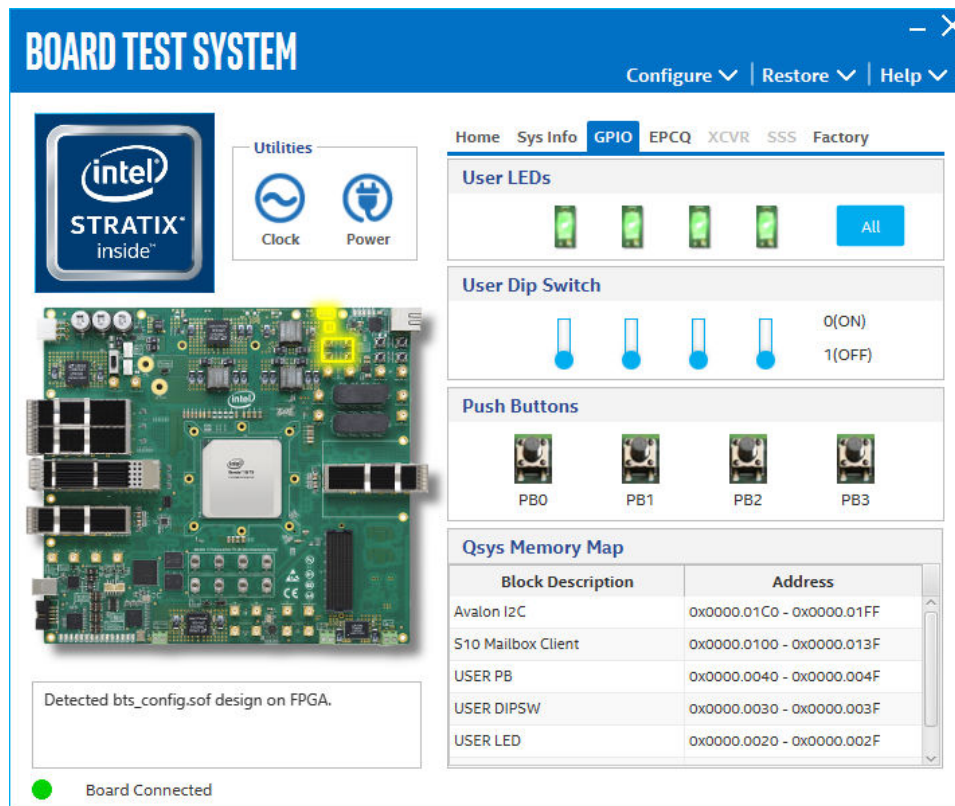 BOARD TEST SYSTEM
Configure | Restore | Help
intel
STRATIX
inside™
Utilities
Clock Power
Home Sys Info GPIO EPCQ XCVR SSS Factory
User LEDs
All
User Dip Switch
0(ON)
1(OFF)
Push Buttons
PB0 PB1 PB2 PB3
Qsys Memory Map
Block Description Address
Avalon I2C 0x0000.01C0 - 0x0000.01FF
S10 Mailbox Client 0x0000.0100 - 0x0000.013F
USER PB 0x0000.0040 - 0x0000.004F
USER DIPSW 0x0000.0030 - 0x0000.003F
USER LED 0x0000.0020 - 0x0000.002F
intel
intel
CE
Detected bts_config.sof design on FPGA.
Board Connected